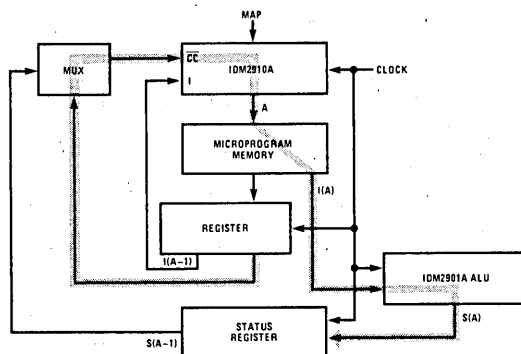 MAP
MUX
CC
I
IDM2910A
CLOCK
A
MICROPROGRAM
MEMORY
I(A)
REGISTER
I(A−1)
IDM2901A ALU
S(A)
S(A−1)
STATUS
REGISTER